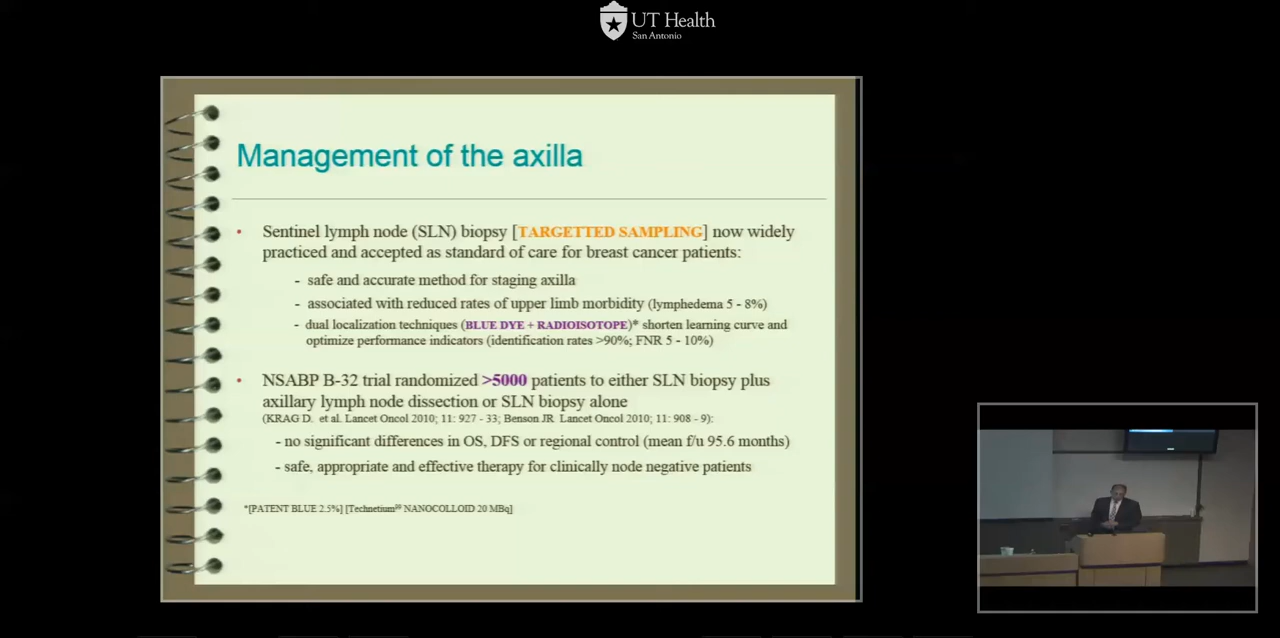 UT Health
San Antonio
Management of the axilla
• Sentinel lymph node (SLN) biopsy [TARGETTED SAMPLING] now widely
practiced and accepted as standard of care for breast cancer patients:
- safe and accurate method for staging axilla
- associated with reduced rates of upper limb morbidity (lymphedema 5 - 8%)
- dual localization techniques (BLUE DYE + RADIOISOTOPE)* shorten learning curve and
optimize performance indicators (identification rates >90%; FNR 5 - 10%)
• NSABP B-32 trial randomized >5000 patients to either SLN biopsy plus
axillary lymph node dissection or SLN biopsy alone
(KRAG D. et al. Lancet Oncol 2010; 11: 927 - 33; Benson JR. Lancet Oncol 2010; 11: 908 - 9):
- no significant differences in OS, DFS or regional control (mean f/u 95.6 months)
- safe, appropriate and effective therapy for clinically node negative patients
*[PATENT BLUE 2.5%] [Technetium⁹⁹ NANOCOLLOID 20 MBq]